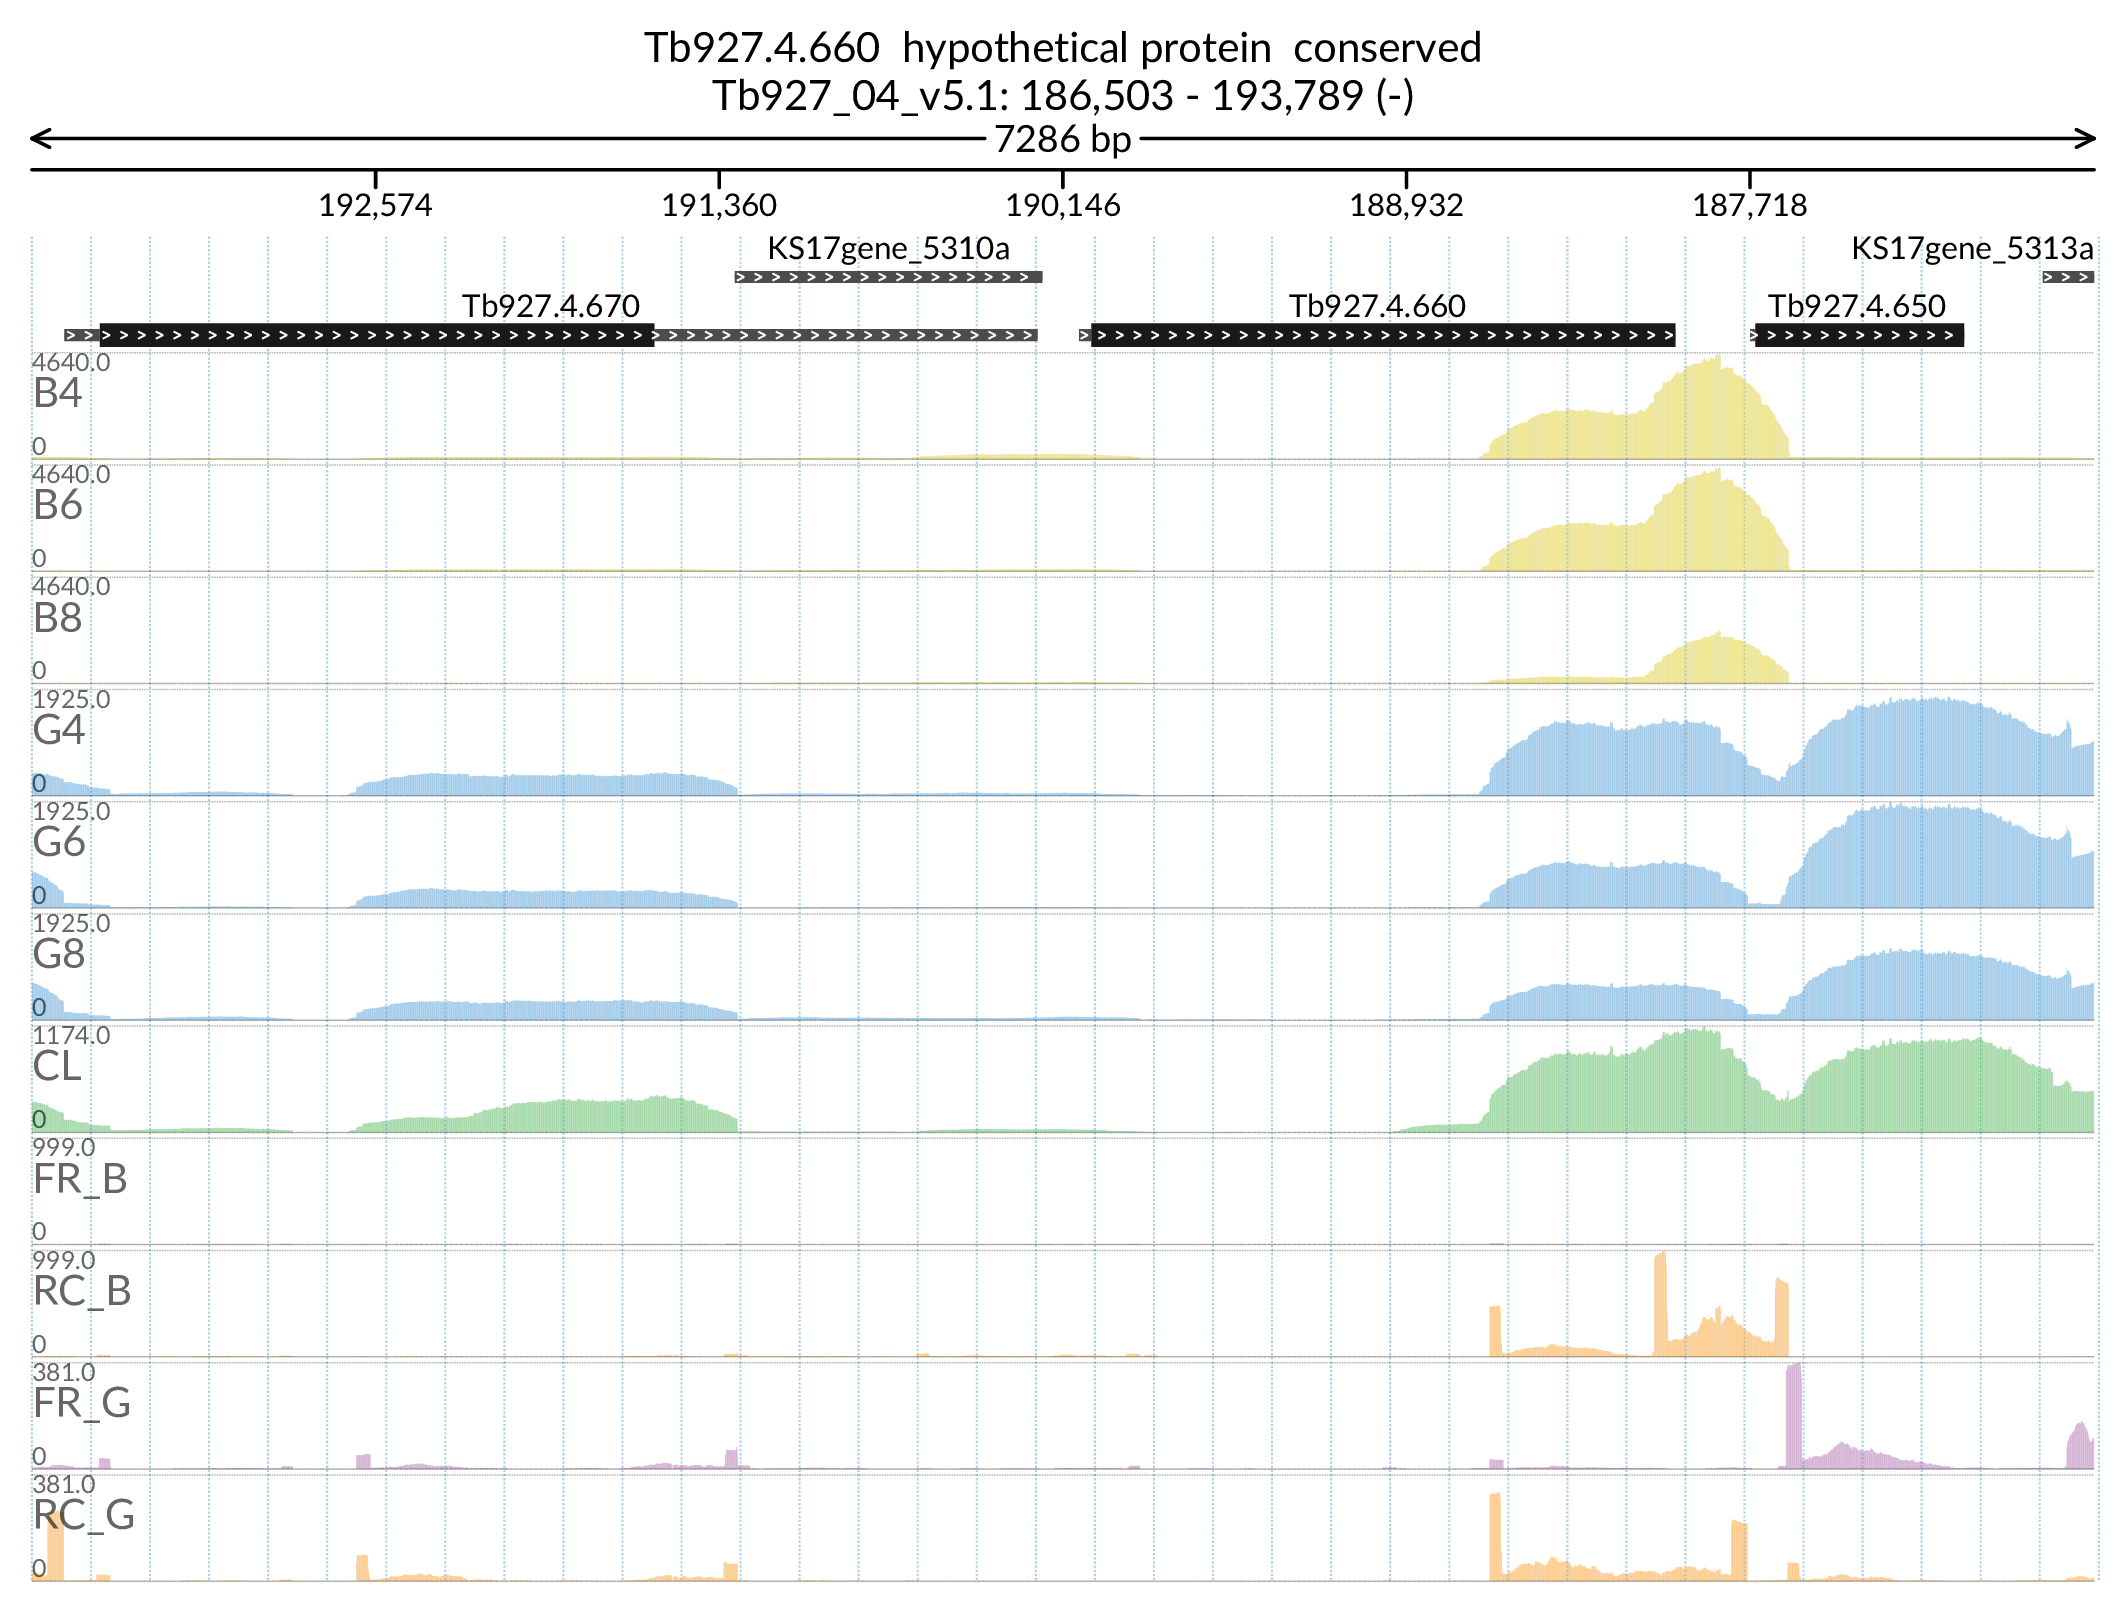 Tb927.4.660  hypothetical protein  conserved
Tb927_04_v5.1: 186,503 - 193,789 (-)
7286 bp
192,574 191,360 190,146 188,932 187,718
KS17gene_5310a KS17gene_5313a
Tb927.4.670 Tb927.4.660 Tb927.4.650
4640.0
B4
0
4640.0
B6
0
4640.0
B8
0
1925.0
G4
0
1925.0
G6
0
1925.0
G8
0
1174.0
CL
0
999.0
FR_B
0
999.0
RC_B
0
381.0
FR_G
0
381.0
RC_G
0